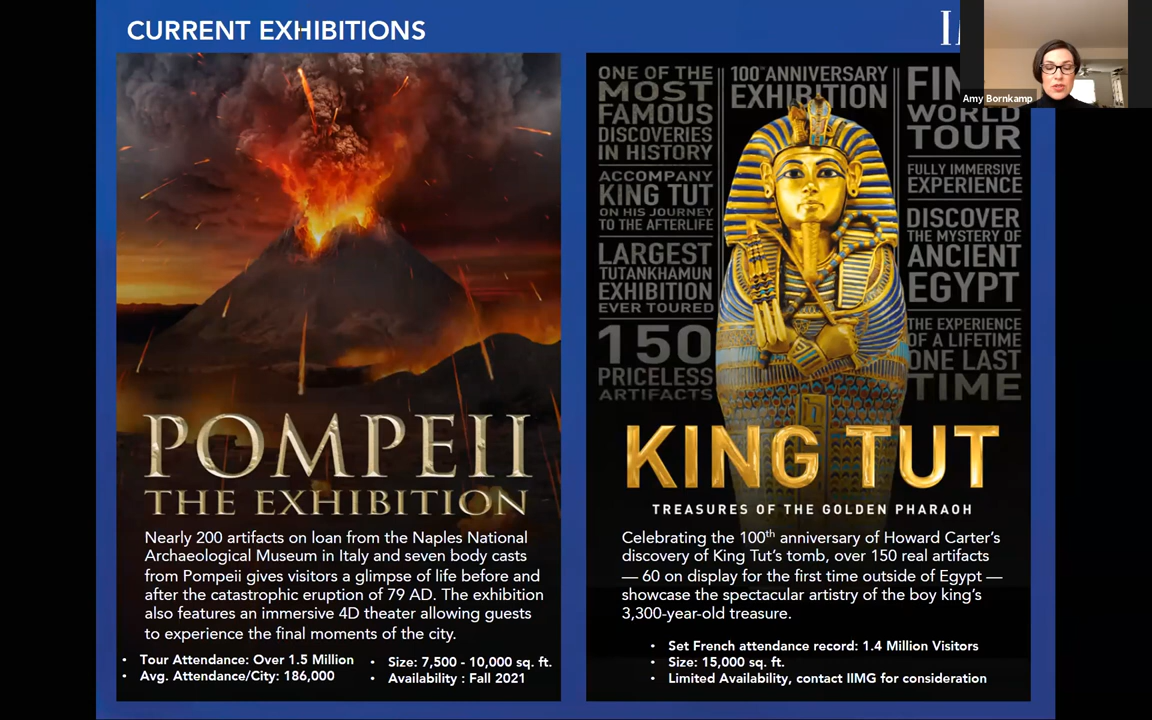 CURRENT EXHIBITIONS
Amy Bornkamp
POMPEII
THE EXHIBITION
Nearly 200 artifacts on loan from the Naples National
Archaeological Museum in Italy and seven body casts
from Pompeii gives visitors a glimpse of life before and
after the catastrophic eruption of 79 AD. The exhibition
also features an immersive 4D theater allowing guests
to experience the final moments of the city.
• Tour Attendance: Over 1.5 Million
• Avg. Attendance/City: 186,000
• Size: 7,500 - 10,000 sq. ft.
• Availability : Fall 2021
ONE OF THE
MOST
FAMOUS
DISCOVERIES
IN HISTORY
ACCOMPANY
KING TUT
ON HIS JOURNEY
TO THE AFTERLIFE
LARGEST
TUTANKHAMUN
EXHIBITION
EVER TOURED
150
PRICELESS
ARTIFACTS
100TH ANNIVERSARY
EXHIBITION
WORLD
TOUR
FULLY IMMERSIVE
EXPERIENCE
DISCOVER
THE MYSTERY OF
ANCIENT
EGYPT
THE EXPERIENCE
OF A LIFETIME
ONE LAST
TIME
KING TUT
TREASURES OF THE GOLDEN PHARAOH
Celebrating the 100th anniversary of Howard Carter's
discovery of King Tut's tomb, over 150 real artifacts
— 60 on display for the first time outside of Egypt —
showcase the spectacular artistry of the boy king's
3,300-year-old treasure.
• Set French attendance record: 1.4 Million Visitors
• Size: 15,000 sq. ft.
• Limited Availability, contact IIMG for consideration